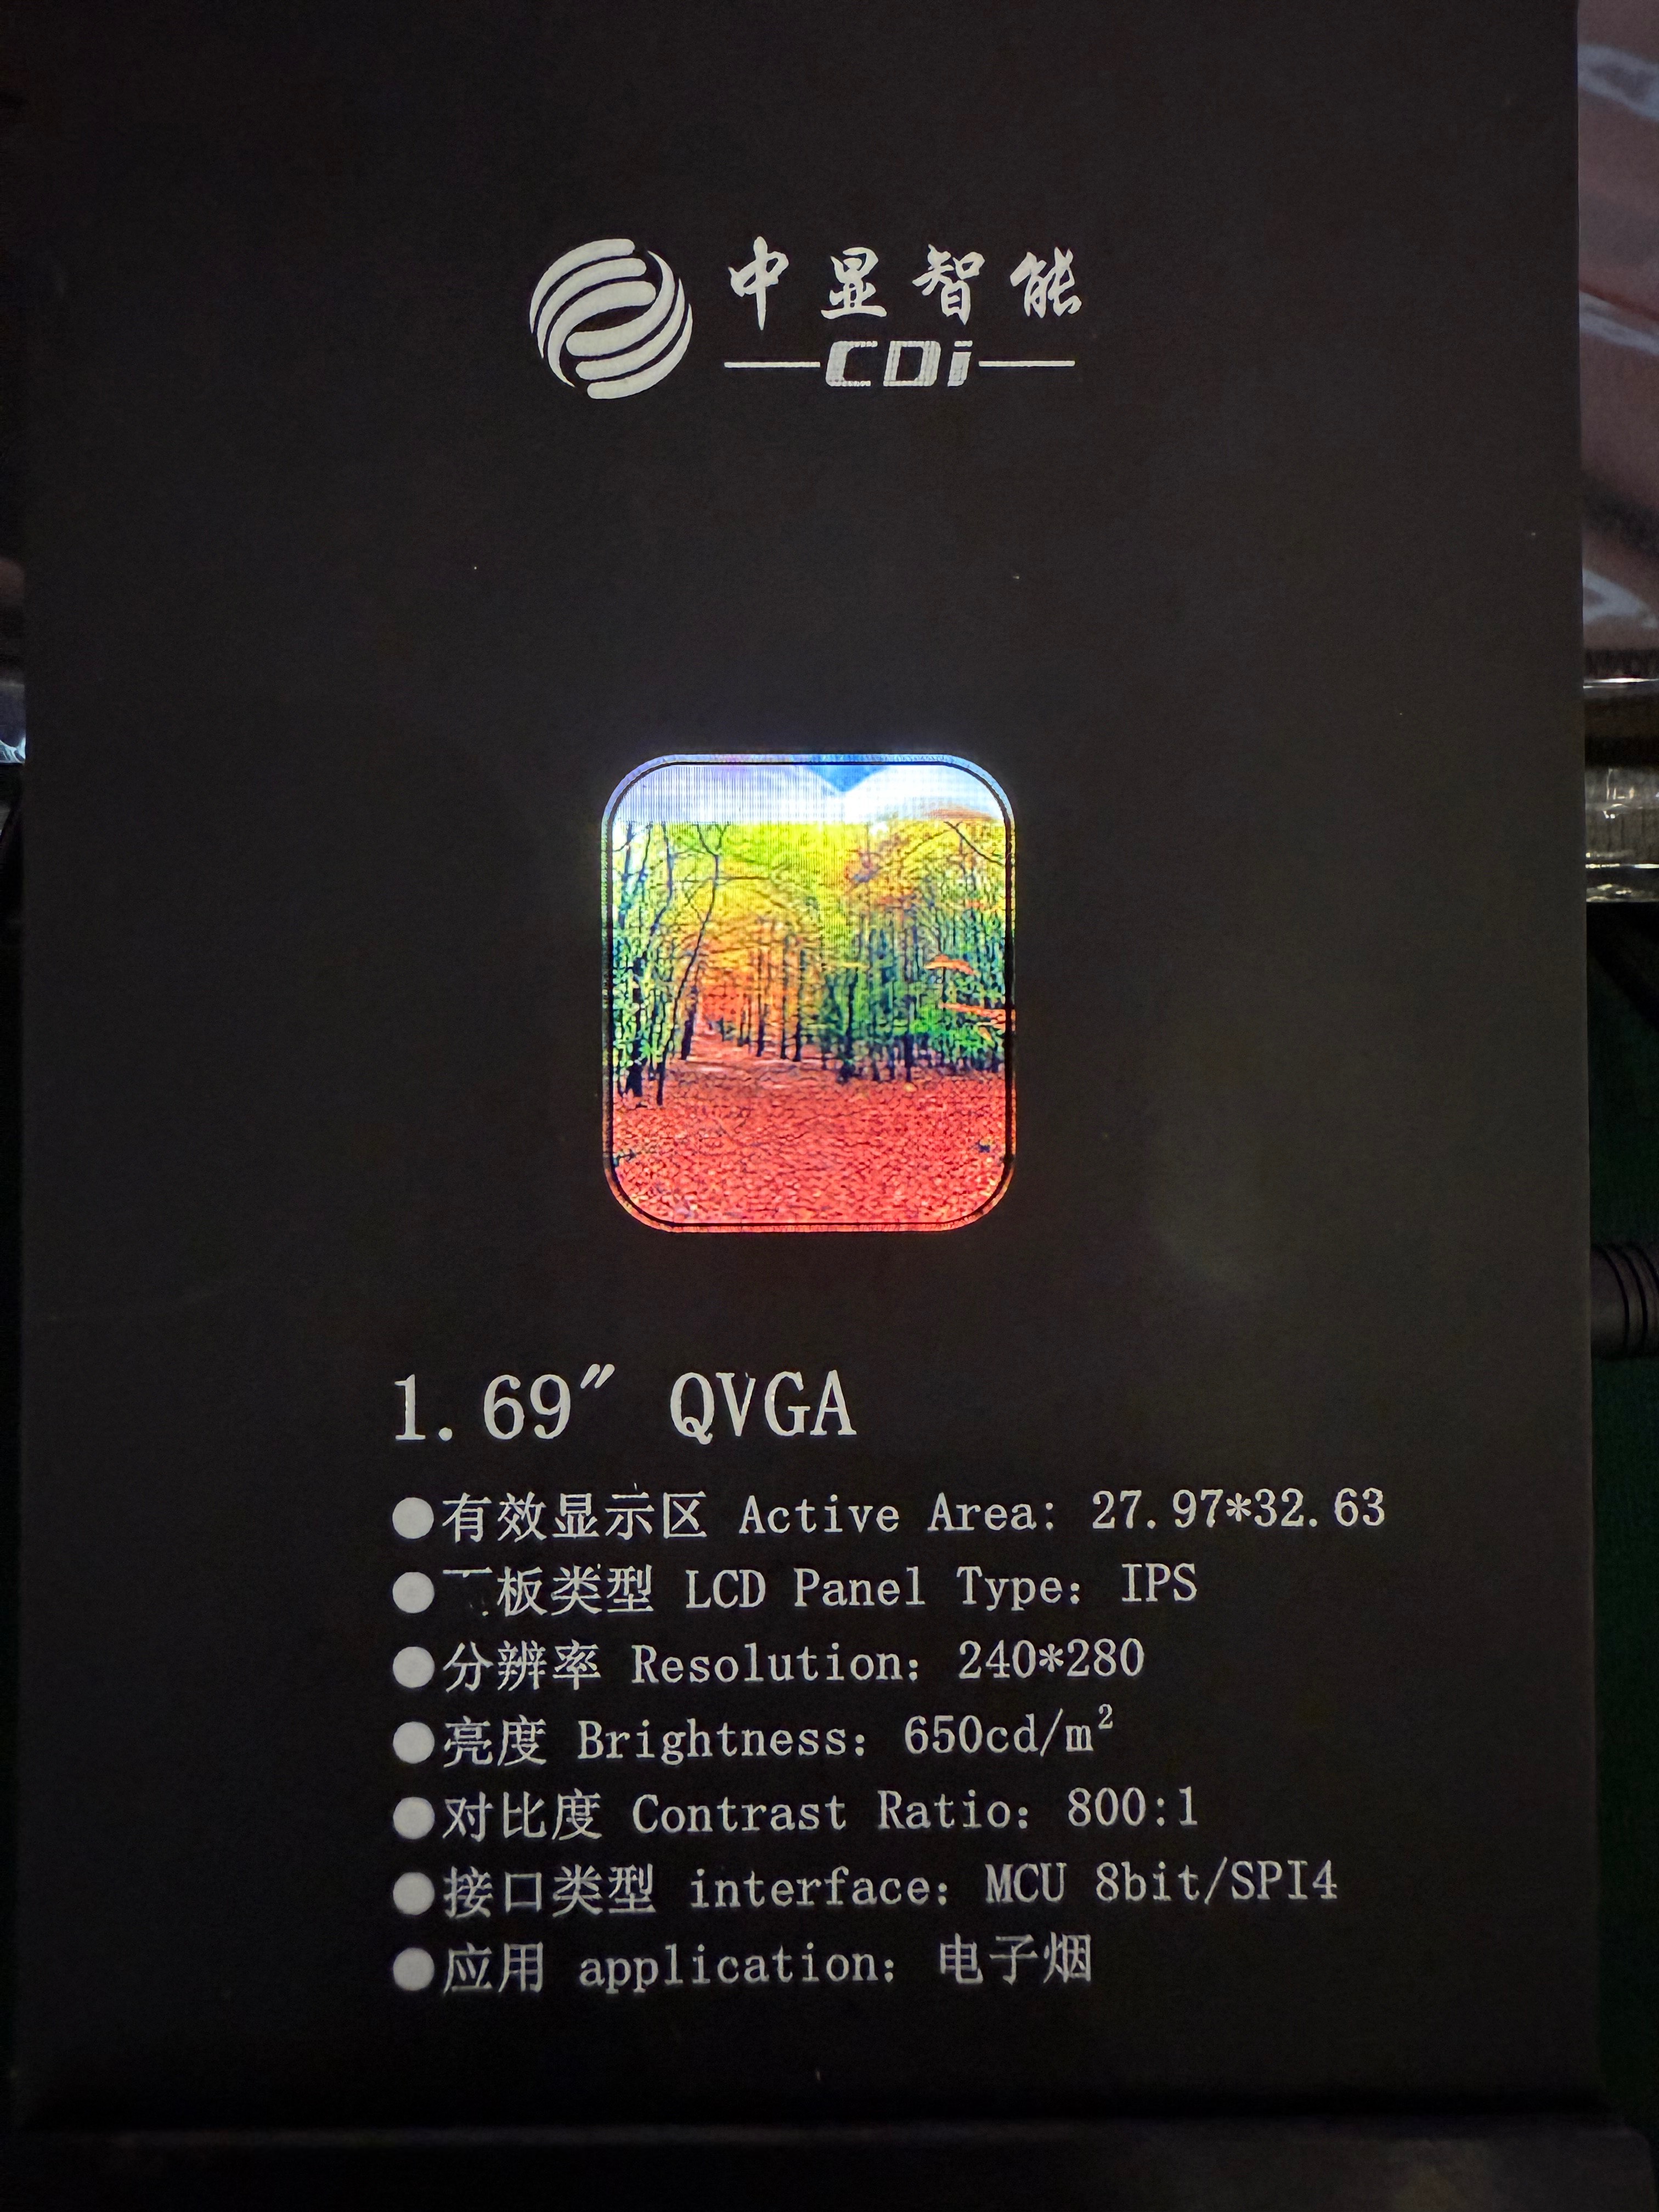 中显智能
CDi
1.69″ QVGA
●有效显示区 Active Area: 27.97*32.63
●板类型 LCD Panel Type: IPS
●分辨率 Resolution: 240*280
●亮度 Brightness: 650cd/m²
●对比度 Contrast Ratio: 800:1
●接口类型 interface: MCU 8bit/SPI4
●应用 application: 电子烟